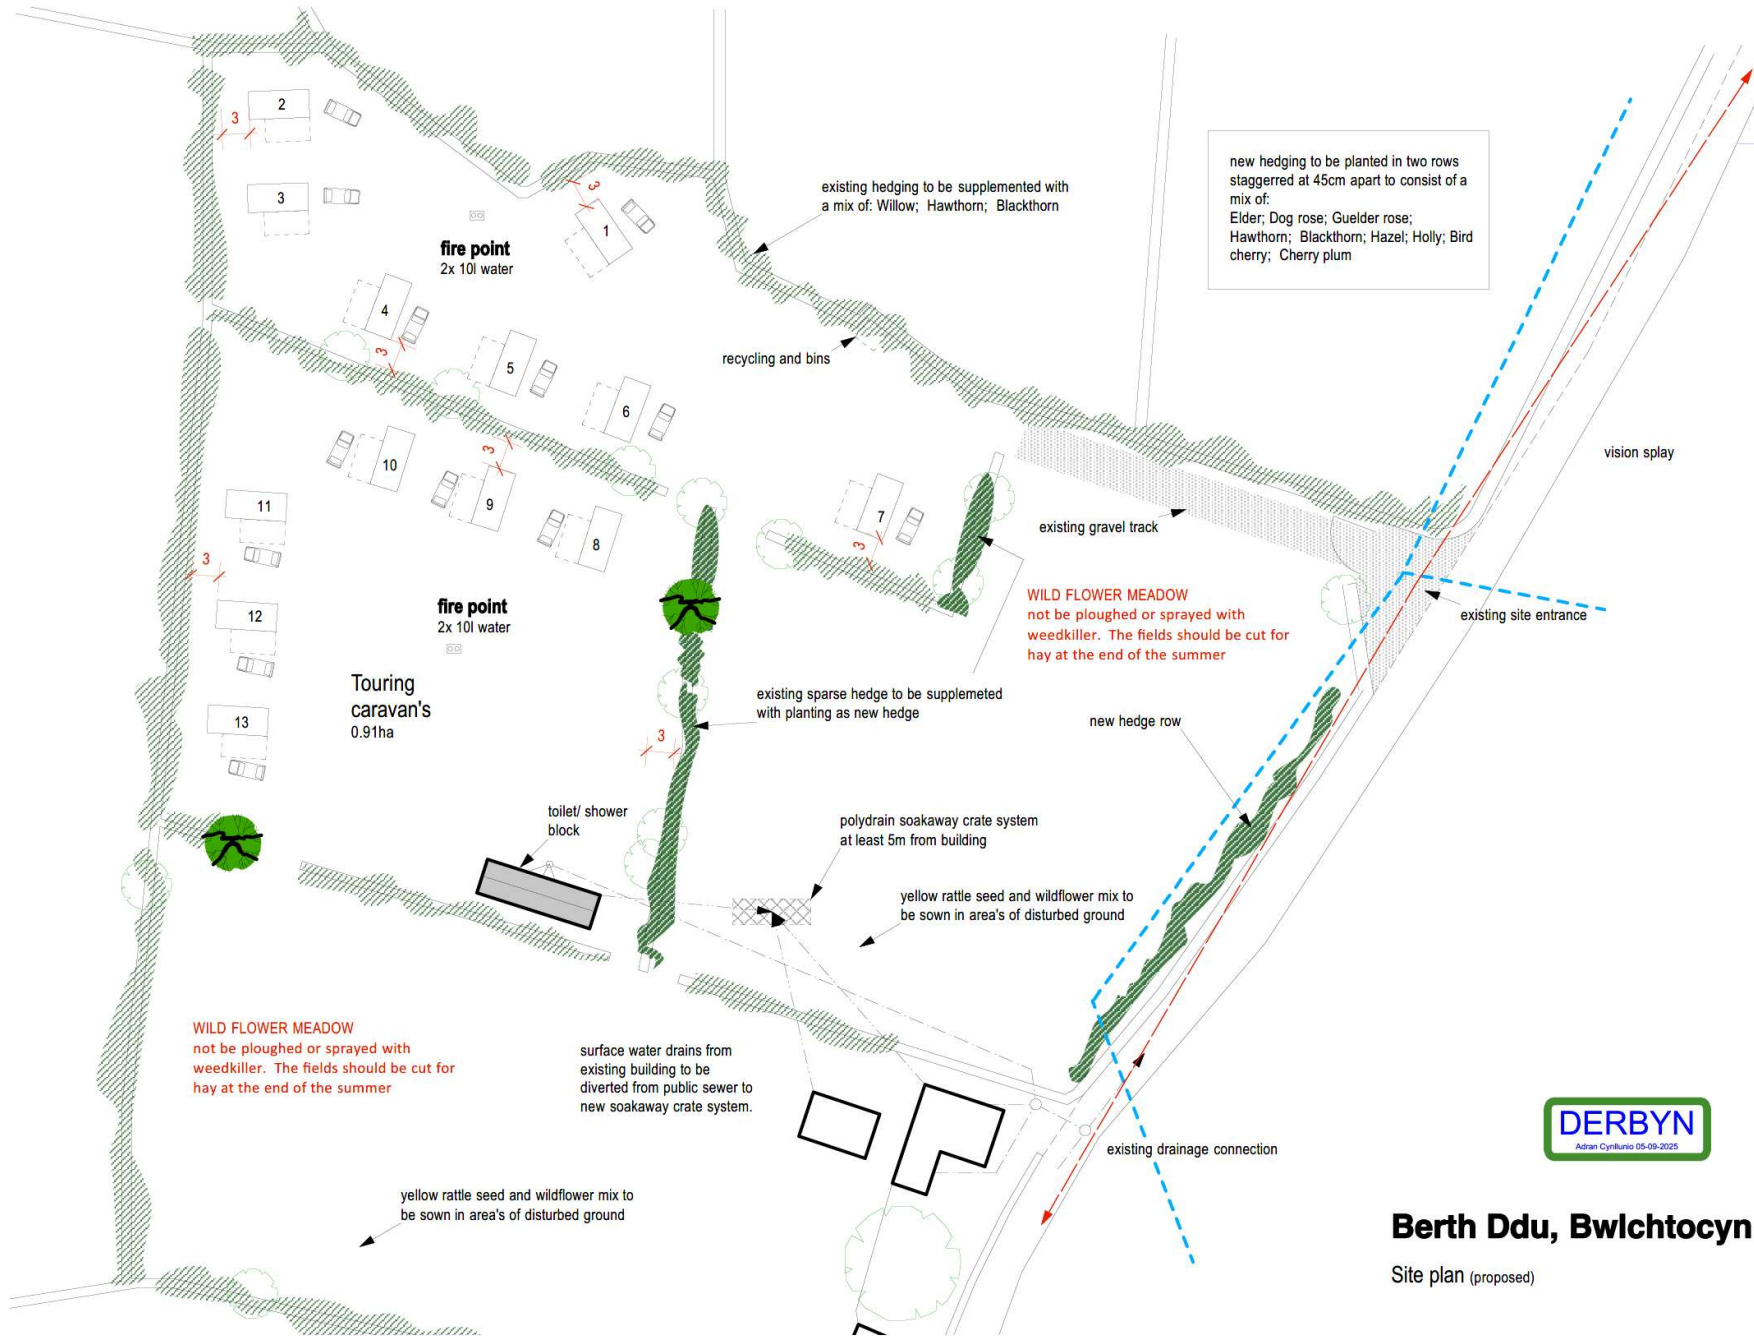 2
3
3
3
1
fire point
2x 10l water
existing hedging to be supplemented with
a mix of: Willow; Hawthorn; Blackthorn
new hedging to be planted in two rows
staggerred at 45cm apart to consist of a
mix of:
Elder; Dog rose; Guelder rose;
Hawthorn; Blackthorn; Hazel; Holly; Bird
cherry; Cherry plum
4
3
5
6
recycling and bins
vision splay
10
3
9
8
11
7
3
existing gravel track
3
12
fire point
2x 10l water
WILD FLOWER MEADOW
not be ploughed or sprayed with
weedkiller. The fields should be cut for
hay at the end of the summer
existing site entrance
13
Touring
caravan's
0.91ha
existing sparse hedge to be supplemeted
with planting as new hedge
3
new hedge row
toilet/ shower
block
polydrain soakaway crate system
at least 5m from building
yellow rattle seed and wildflower mix to
be sown in area's of disturbed ground
WILD FLOWER MEADOW
not be ploughed or sprayed with
weedkiller. The fields should be cut for
hay at the end of the summer
surface water drains from
existing building to be
diverted from public sewer to
new soakaway crate system.
existing drainage connection
DERBYN
Adran Cynllunio 05-09-2025
yellow rattle seed and wildflower mix to
be sown in area's of disturbed ground
Berth Ddu, Bwlchtocyn
Site plan (proposed)